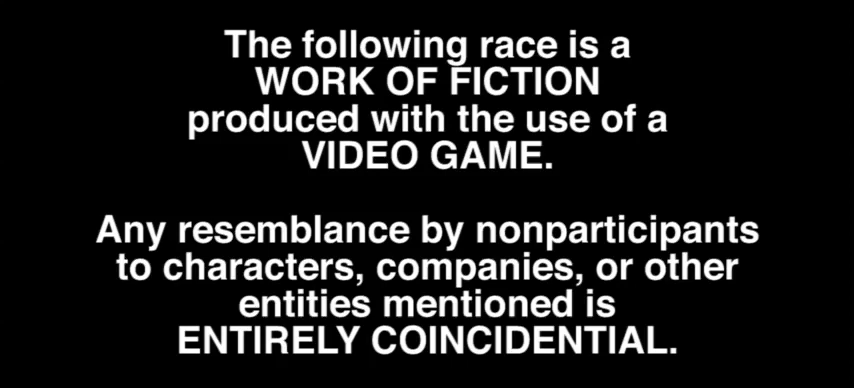 The following race is a
WORK OF FICTION
produced with the use of a
VIDEO GAME.
Any resemblance by nonparticipants
to characters, companies, or other
entities mentioned is
ENTIRELY COINCIDENTIAL.